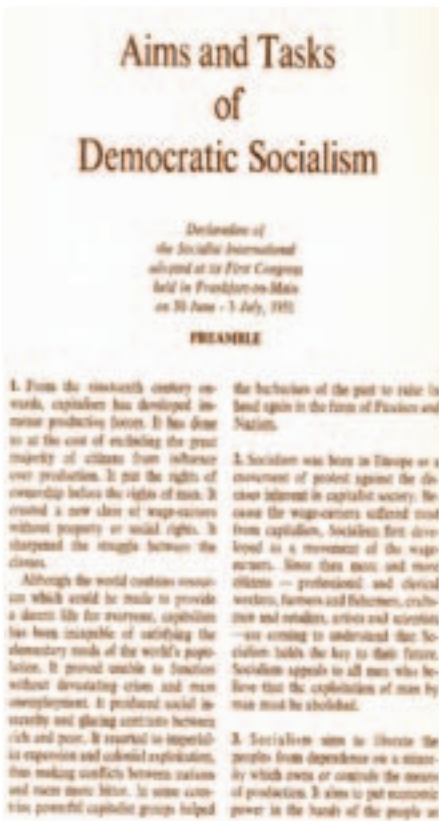 Aims and Tasks
of
Democratic Socialism
Declaration of
the Socialist International
adopted at its First Congress
held in Frankfort-on-Main
on 30 June - 3 July, 1951
PREAMBLE
1. From the nineteenth century on-
wards, capitalism has developed im-
mense productive forces. It has done
so at the cost of excluding the great
majority of citizens from influence
over production. It put the rights of
ownership before the rights of man. It
created a new class of wage-earners
without property or social rights. It
sharpened the struggle between the
classes.
Although the world contains resour-
ces which could be made to provide
a decent life for everyone, capitalism
has been incapable of satisfying the
elementary needs of the world's popu-
lation. It proved unable to function
without devastating crises and mass
unemployment. It produced social in-
security and glaring contrasts between
rich and poor. It resorted to imperial-
ist expansion and colonial exploitation,
thus making conflicts between nations
and races more bitter. In some coun-
tries powerful capitalist groups helped
the barbarism of the past to raise its
head again in the form of Fascism and
Nazism.
2. Socialism was born in Europe as a
movement of protest against the dis-
eases inherent in capitalist society. Be-
cause the wage-earners suffered most
from capitalism, Socialism first deve-
loped as a movement of the wage-
earners. Since then more and more
citizens — professional and clerical
workers, farmers and fishermen, crafts-
men and retailers, artists and scientists
—are coming to understand that So-
cialism holds the key to their future.
Socialism appeals to all men who be-
lieve that the exploitation of man by
man must be abolished.
3. Socialism aims to liberate the
peoples from dependence on a minor-
ity which owns or controls the means
of production. It aims to put economic
power in the hands of the people as